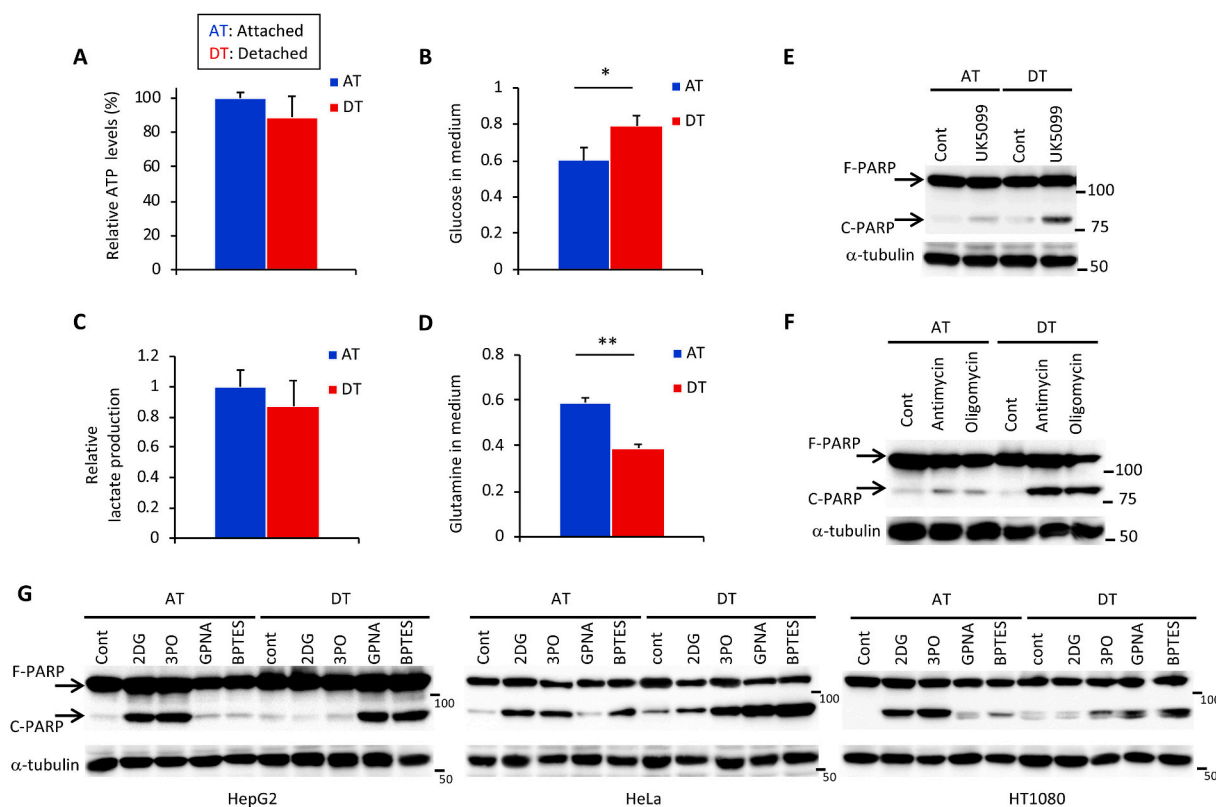 AT: Attached
DT: Detached
A
Relative ATP levels (%)
100
80
60
40
20
0
AT
DT
B
Glucose in medium
1
0.8
0.6
0.4
0.2
0
*
AT
DT
C
Relative
lactate production
1.2
1
0.8
0.6
0.4
0.2
0
AT
DT
D
Glutamine in medium
0.8
0.6
0.4
0.2
0
**
AT
DT
E
AT DT
Cont UK5099 Cont UK5099
F-PARP
100
C-PARP
75
α-tubulin
50
F
AT DT
Cont Antimycin Oligomycin Cont Antimycin Oligomycin
F-PARP
100
C-PARP
75
α-tubulin
50
G
AT DT
Cont 2DG 3PO GPNA BPTES Cont 2DG 3PO GPNA BPTES
F-PARP
100
C-PARP
α-tubulin
50
HepG2
AT DT
Cont 2DG 3PO GPNA BPTES cont 2DG 3PO GPNA BPTES
100
50
HeLa
AT DT
Cont 2DG 3PO GPNA BPTES cont 2DG 3PO GPNA BPTES
100
50
HT1080